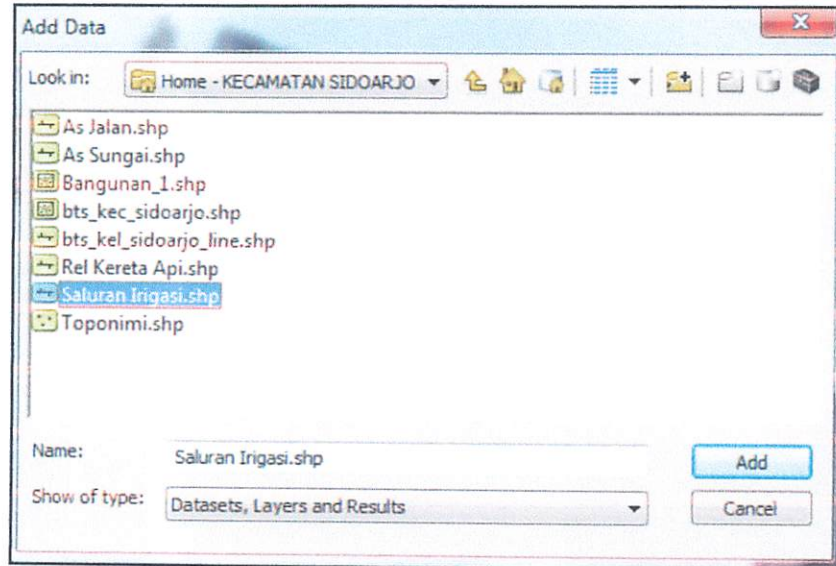 Add Data
Look in: Home - KECAMATAN SIDOARJO
As Jalan.shp
As Sungai.shp
Bangunan_1.shp
bts_kec_sidoarjo.shp
bts_kel_sidoarjo_line.shp
Rel Kereta Api.shp
Saluran Irigasi.shp
Toponimi.shp
Name: Saluran Irigasi.shp Add
Show of type: Datasets, Layers and Results Cancel